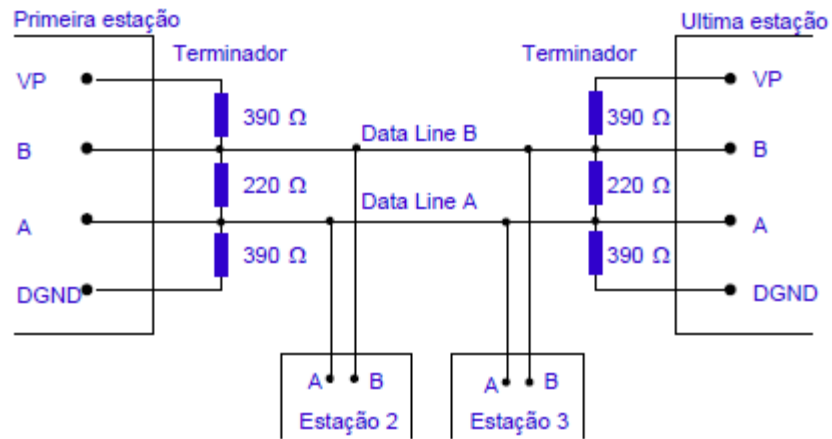 Primeira estação
Ultima estação
Terminador
Terminador
VP
VP
390 Ω
390 Ω
Data Line B
B
B
220 Ω
220 Ω
Data Line A
A
A
390 Ω
390 Ω
DGND
DGND
A B
A B
Estação 2
Estação 3